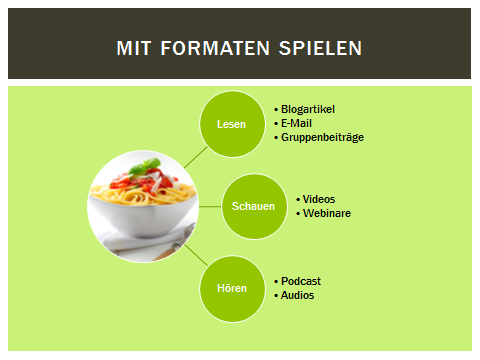 MIT FORMATEN SPIELEN
Lesen
• Blogartikel
• E-Mail
• Gruppenbeiträge
Schauen
• Videos
• Webinare
Hören
• Podcast
• Audios